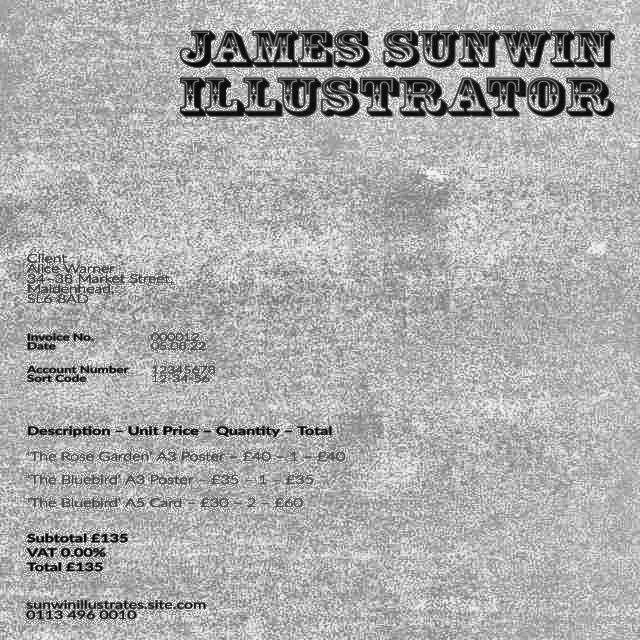 JAMES SUNWIN
ILLUSTRATOR
Client
Alice Warner
34–38 Market Street,
Maidenhead,
SL6 8AD
Invoice No. 000012
Date 05.08.22
Account Number 12345678
Sort Code 12-34-56
Description – Unit Price – Quantity – Total
'The Rose Garden' A3 Poster – £40 – 1 – £40
'The Bluebird' A3 Poster – £35 – 1 – £35
'The Bluebird' A5 Card – £30 – 2 – £60
Subtotal £135
VAT 0.00%
Total £135
sunwinillustrates.site.com
0113 496 0010